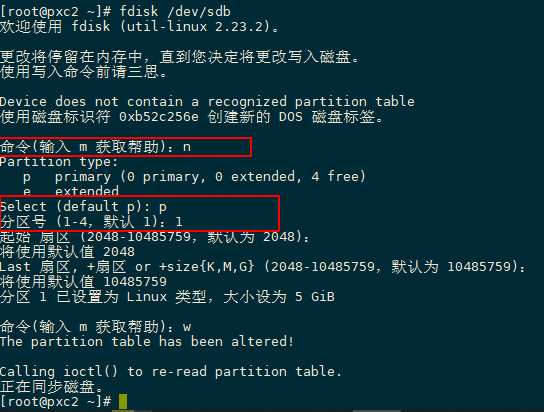 [root@pxc2 ~]# fdisk /dev/sdb
欢迎使用 fdisk (util-linux 2.23.2)。
更改将停留在内存中，直到您决定将更改写入磁盘。
使用写入命令前请三思。
Device does not contain a recognized partition table
使用磁盘标识符 0xb52c256e 创建新的 DOS 磁盘标签。
命令(输入 m 获取帮助)：n
Partition type:
   p   primary (0 primary, 0 extended, 4 free)
   e   extended
Select (default p): p
分区号 (1-4，默认 1)：1
起始 扇区 (2048-10485759，默认为 2048)：
将使用默认值 2048
Last 扇区, +扇区 or +size{K,M,G} (2048-10485759，默认为 10485759)：
将使用默认值 10485759
分区 1 已设置为 Linux 类型，大小设为 5 GiB
命令(输入 m 获取帮助)：w
The partition table has been altered!
Calling ioctl() to re-read partition table.
正在同步磁盘。
[root@pxc2 ~]#